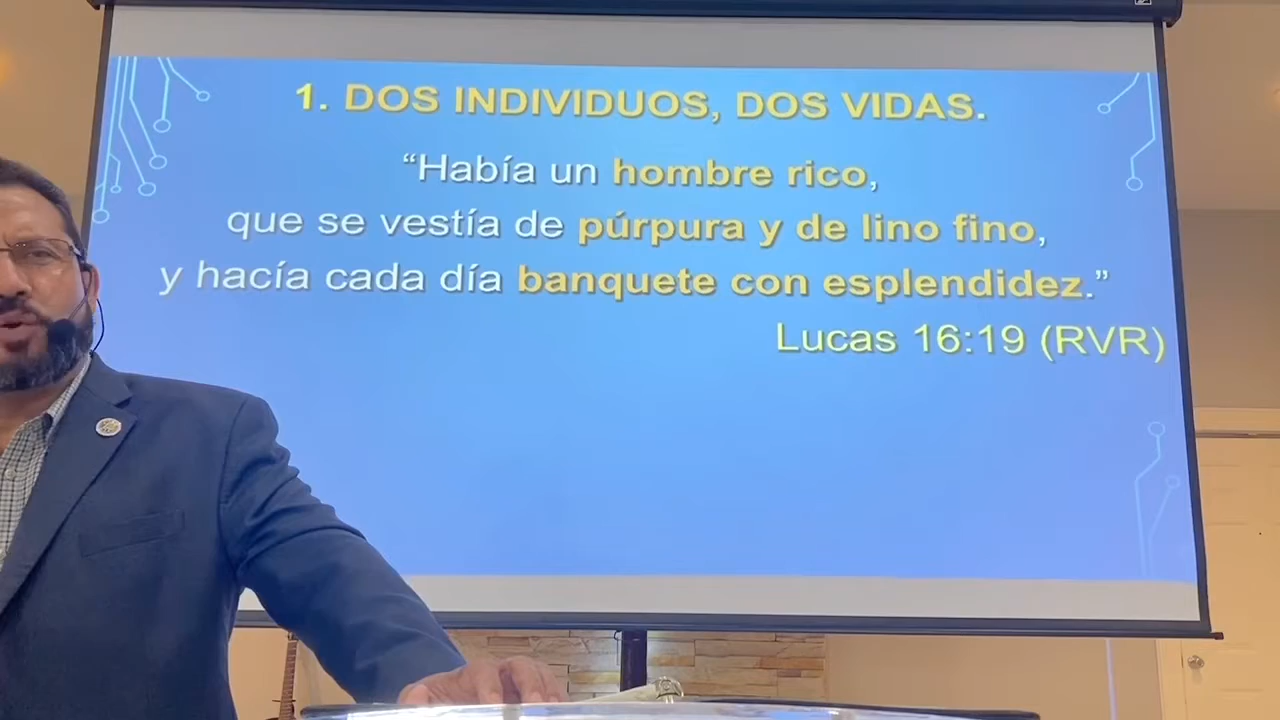 1. DOS INDIVIDUOS, DOS VIDAS.
“Había un hombre rico,
que se vestía de púrpura y de lino fino,
y hacía cada día banquete con esplendidez.”
Lucas 16:19 (RVR)